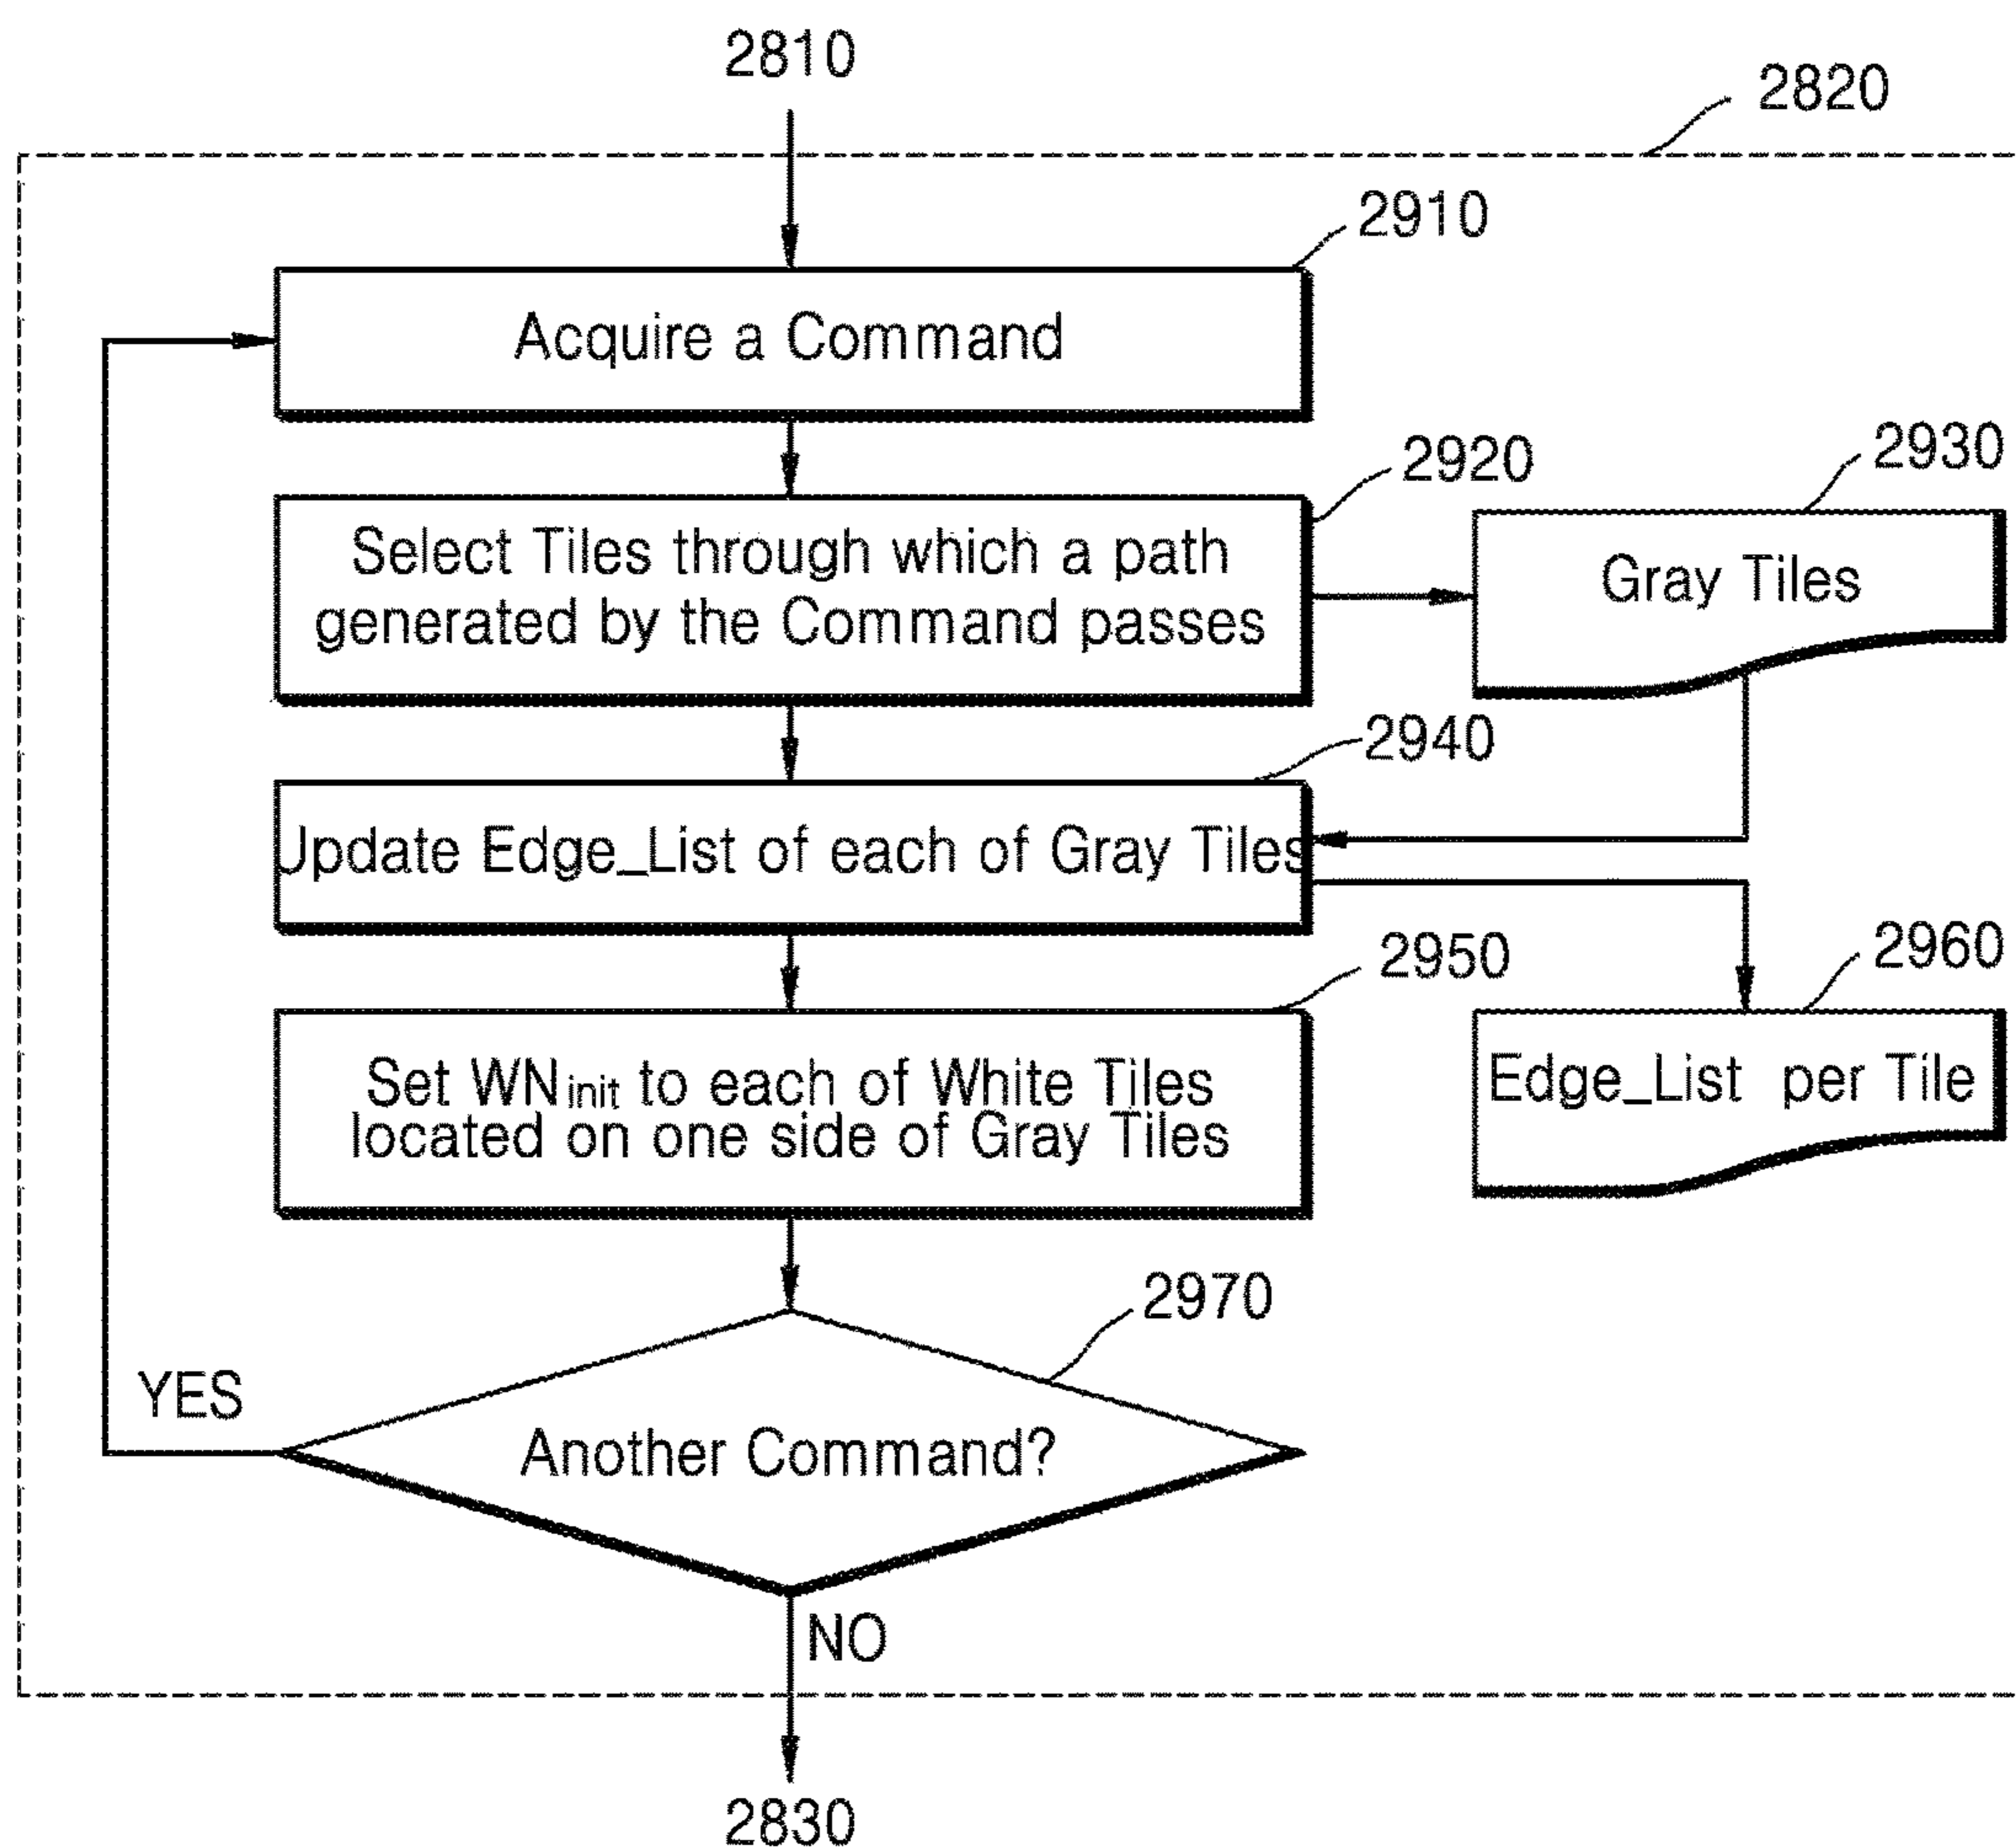 2810
2820
2910
Acquire a Command
2920
2930
Select Tiles through which a path
generated by the Command passes
Gray Tiles
2940
Update Edge_List of each of Gray Tiles
2950
2960
Set WNinit to each of White Tiles
located on one side of Gray Tiles
Edge_List per Tile
2970
YES
Another Command?
NO
2830